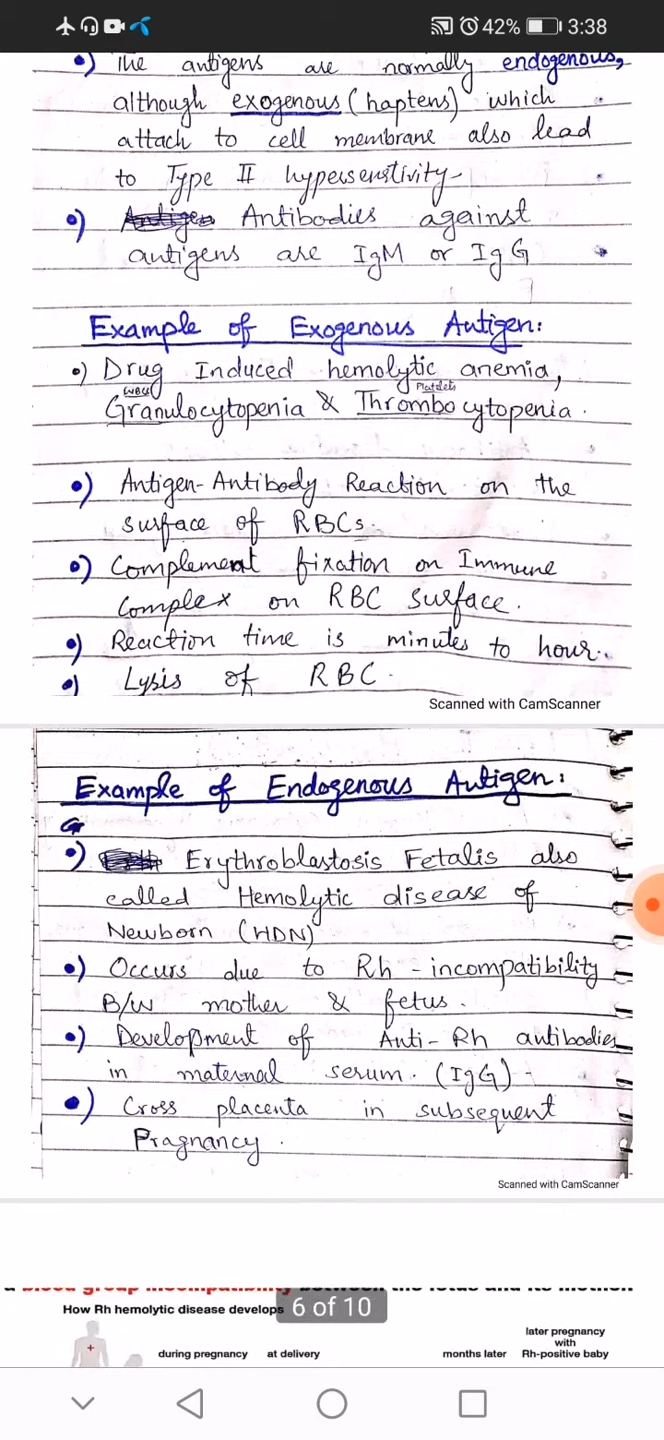 42% 3:38
•) The antigens are normally endogenous,
although exogenous (haptens) which
attach to cell membrane also lead
to Type II hypersenstivity-
•) Antibodies against
antigens are IgM or IgG
Example of Exogenous Antigen:
•) Drug Induced hemolytic anemia,
(WBC) Platelets
Granulocytopenia & Thrombocytopenia.
•) Antigen-Antibody Reaction on the
surface of RBCs.
•) Complement fixation on Immune
Complex on RBC surface.
•) Reaction time is minutes to hour.
•) Lysis of RBC.
Scanned with CamScanner
Example of Endogenous Antigen:
•) Erythroblastosis Fetalis also
called Hemolytic disease of
Newborn (HDN)
•) Occurs due to Rh-incompatibility
B/W mother & fetus.
•) Development of Anti-Rh antibodies
in maternal serum. (IgG) -
•) Cross placenta in subsequent
Pragnancy.
Scanned with CamScanner
How Rh hemolytic disease develops 6 of 10
later pregnancy
with
during pregnancy at delivery months later Rh-positive baby